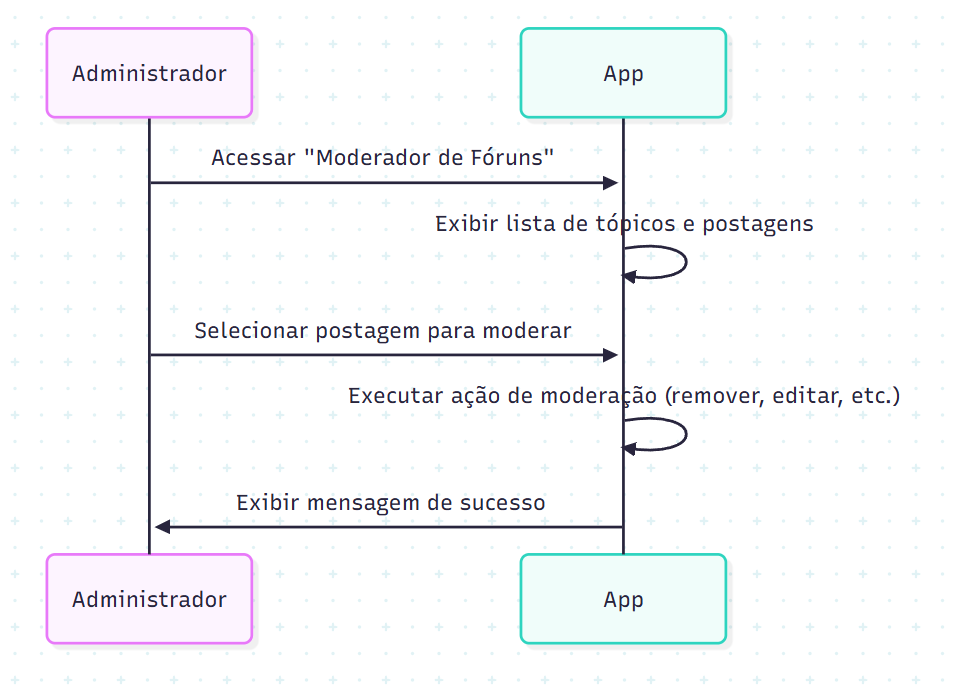 Administrador
App
Acessar "Moderador de Fóruns"
Exibir lista de tópicos e postagens
Selecionar postagem para moderar
Executar ação de moderação (remover, editar, etc.)
Exibir mensagem de sucesso
Administrador
App